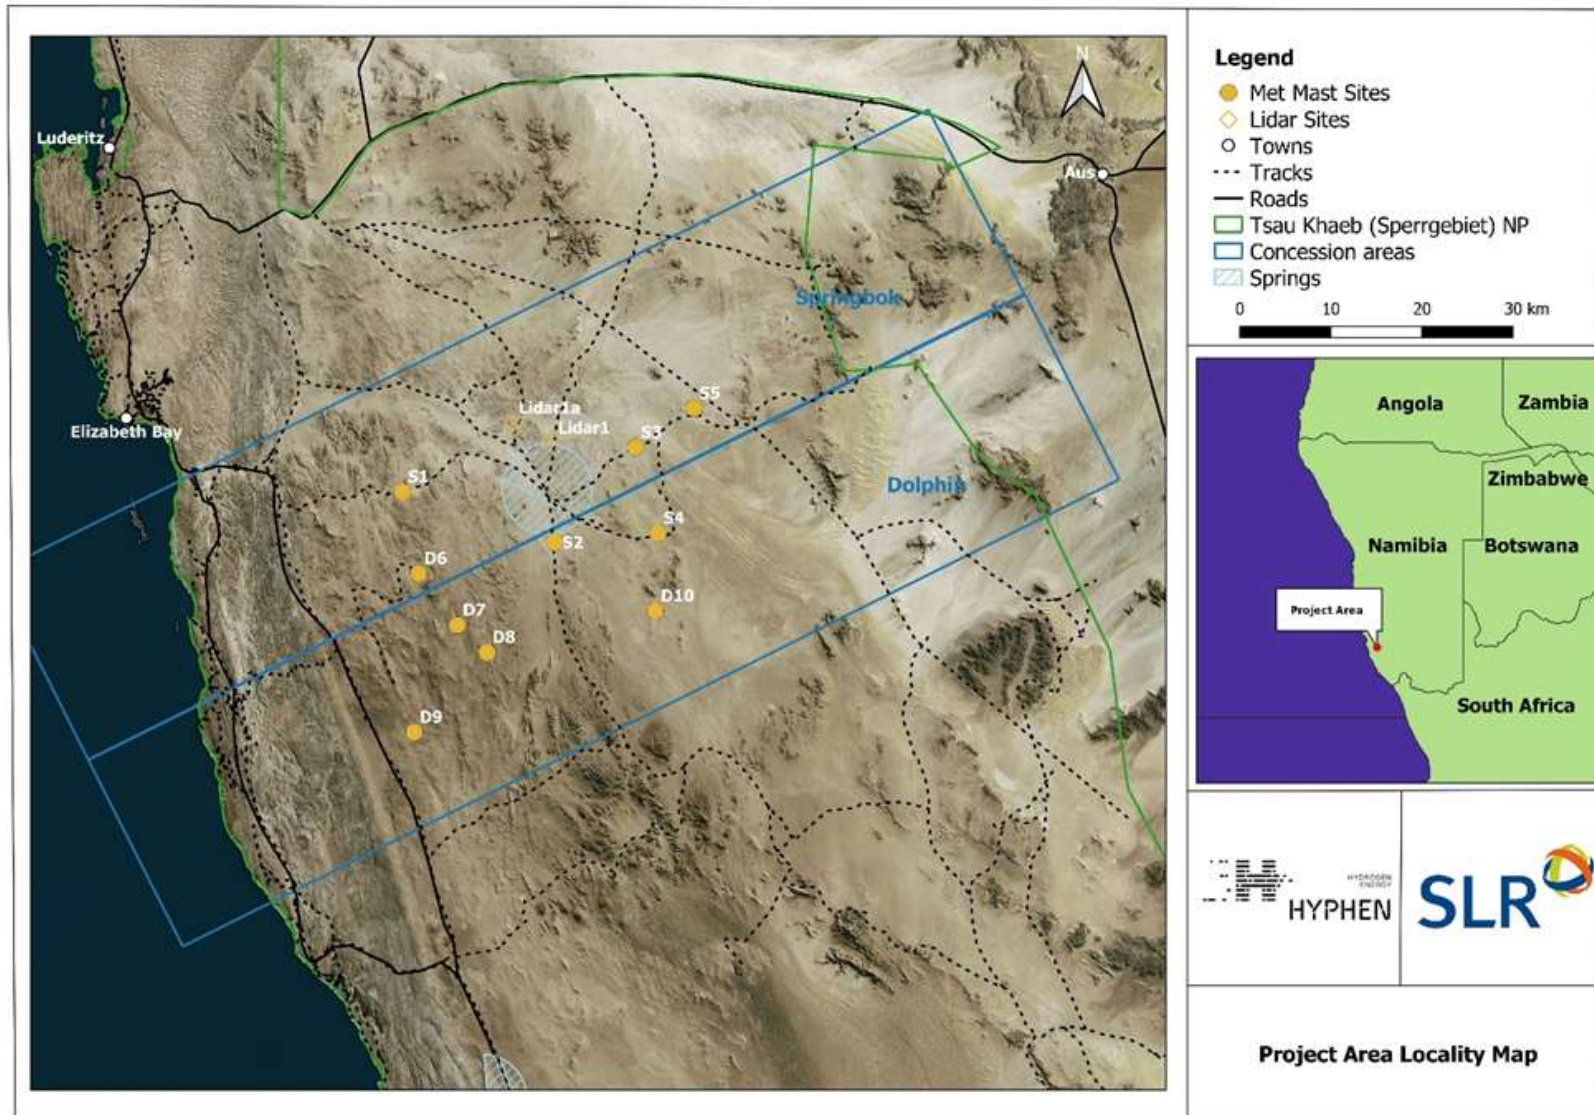 N
Luderitz
Aus
Springbok
S5
Lidar1a
Lidar1
S3
Elizabeth Bay
S1
Dolphin
S4
S2
D6
D10
D7
D8
D9
Legend
Met Mast Sites
Lidar Sites
Towns
Tracks
Roads
Tsau Khaeb (Sperrgebiet) NP
Concession areas
Springs
0 10 20 30 km
Angola
Zambia
Zimbabwe
Namibia
Botswana
Project Area
South Africa
HYDROGEN
ENERGY
HYPHEN
SLR
Project Area Locality Map